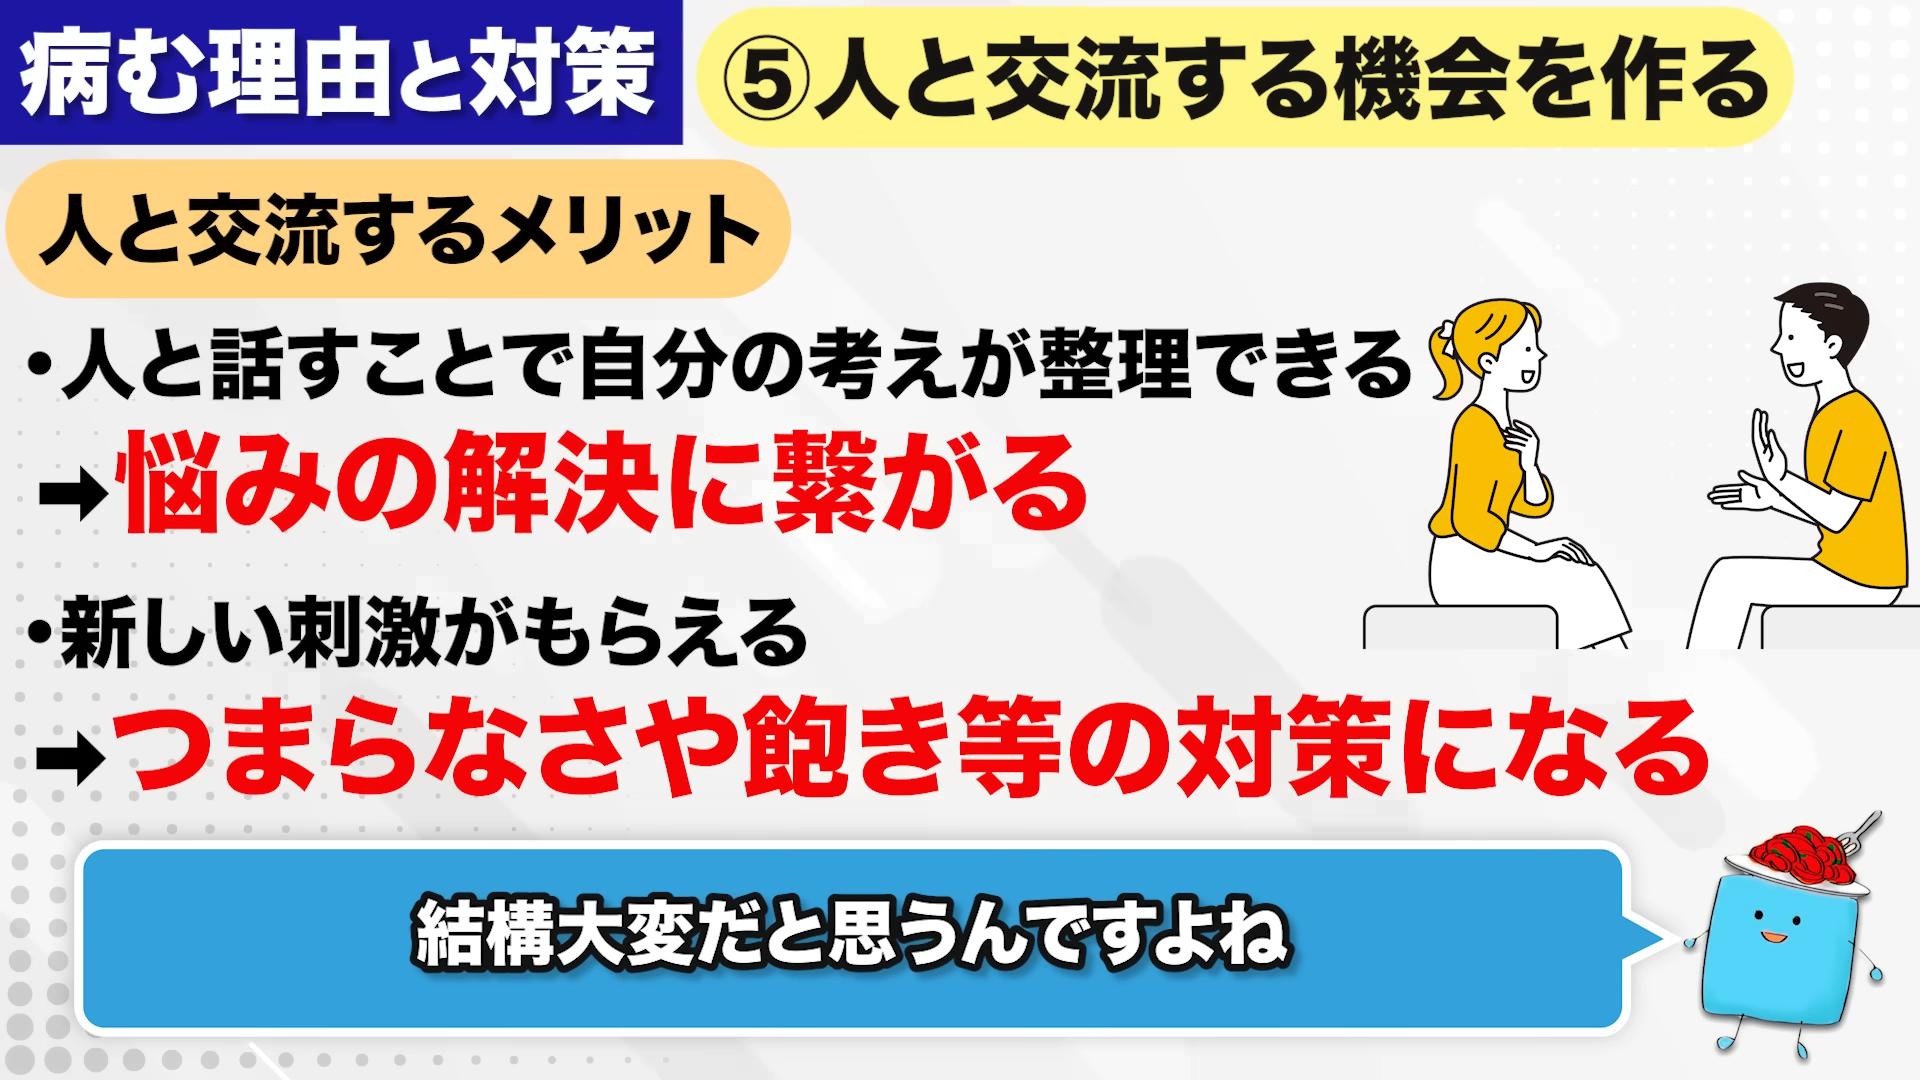 病む理由と対策
⑤人と交流する機会を作る
人と交流するメリット
・人と話すことで自分の考えが整理できる
➡悩みの解決に繋がる
・新しい刺激がもらえる
➡つまらなさや飽き等の対策になる
結構大変だと思うんですよね